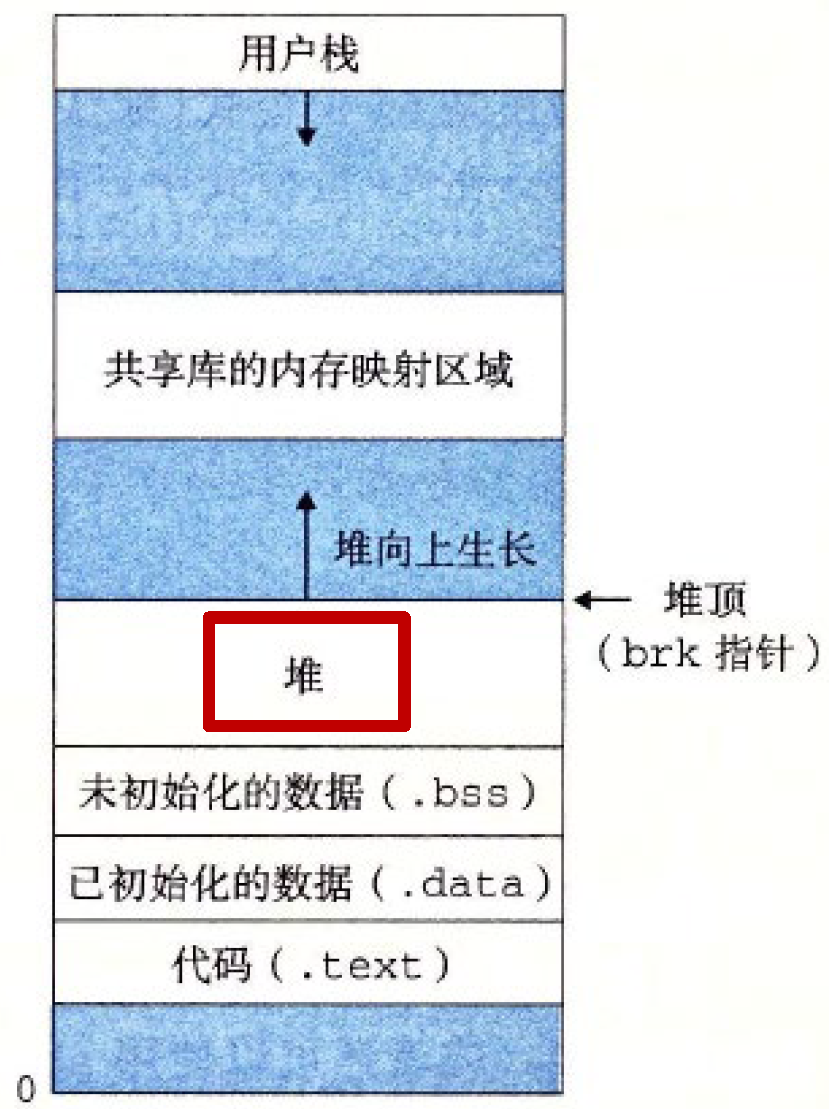 用户栈
共享库的内存映射区域
堆向上生长
堆顶
（brk 指针）
堆
未初始化的数据（.bss）
已初始化的数据（.data）
代码（.text）
0